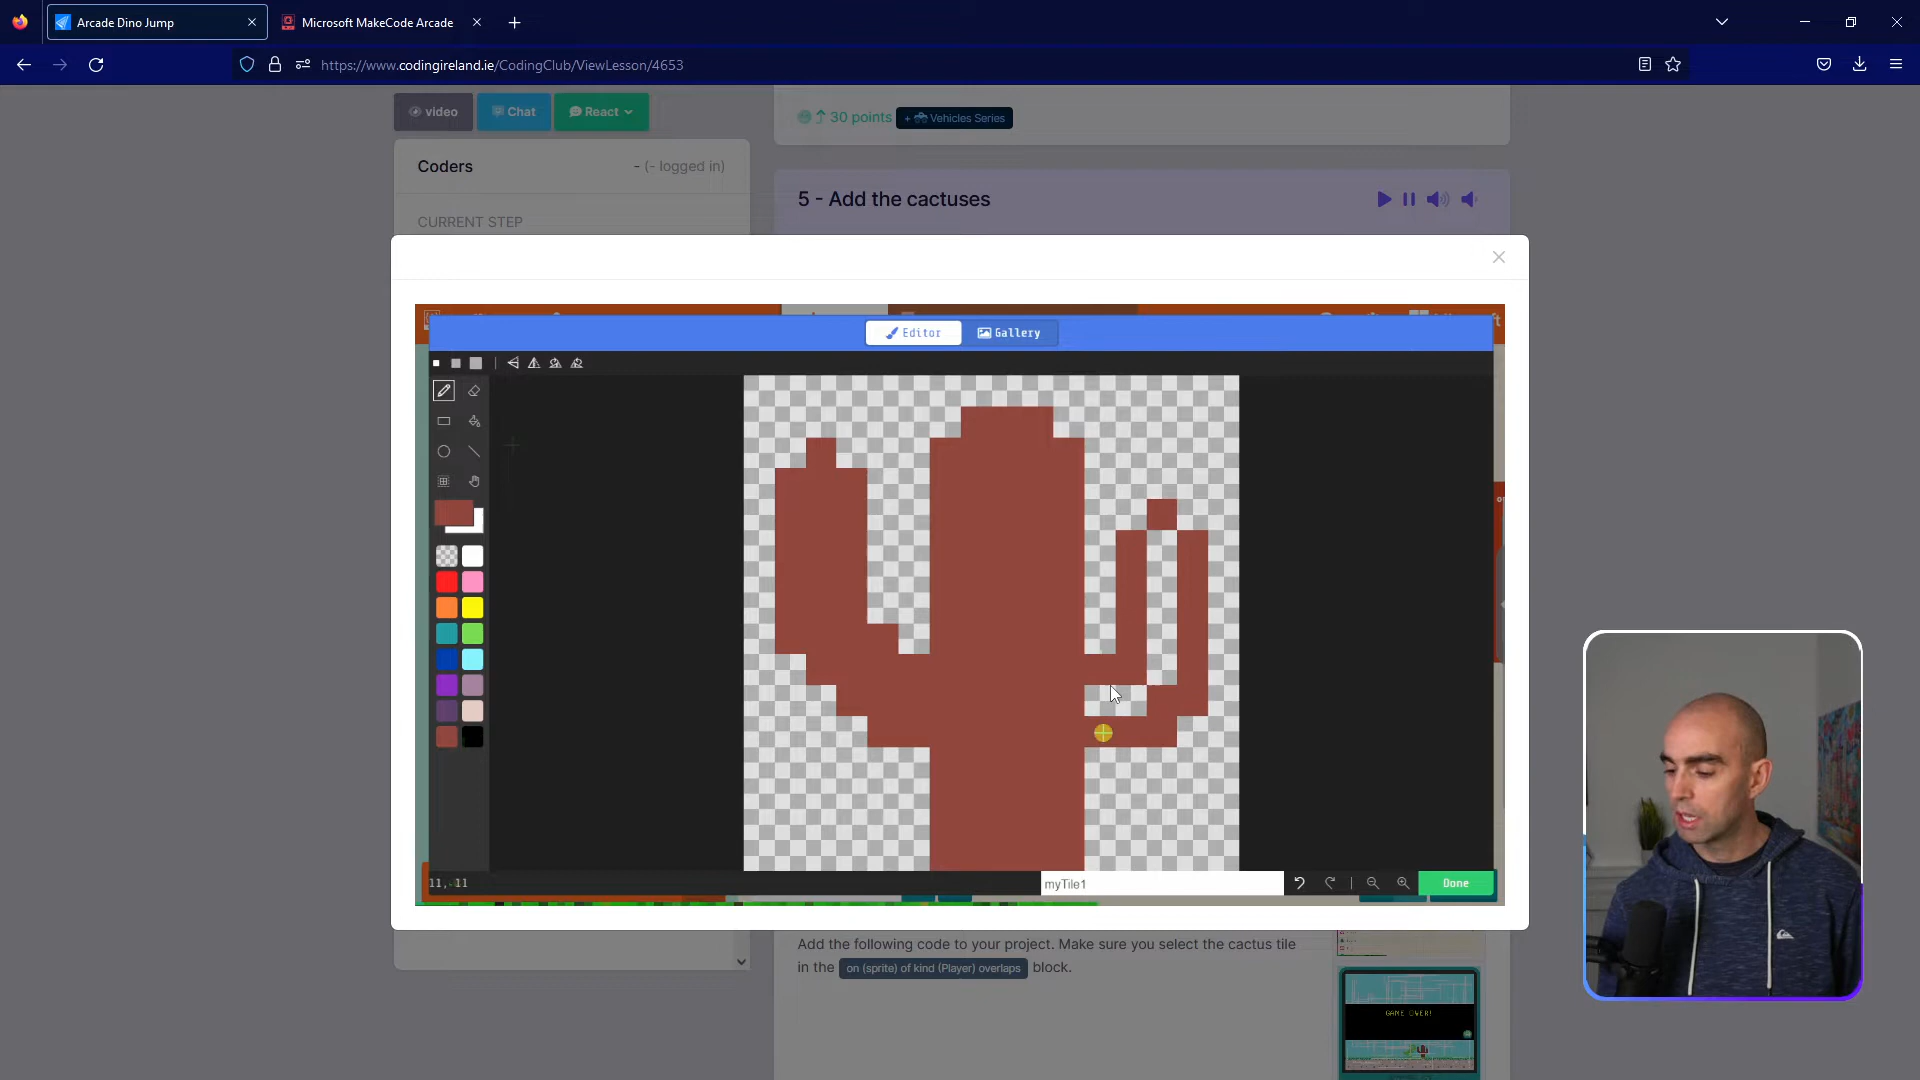 Arcade Dino Jump
Microsoft MakeCode Arcade
https://www.codingireland.ie/CodingClub/ViewLesson/4653
video
Chat
React
30 points
+ Vehicles Series
Coders
- (- logged in)
CURRENT STEP
5 - Add the cactuses
Editor
Gallery
myTile1
Done
Add the following code to your project. Make sure you select the cactus tile
in the on (sprite) of kind (Player) overlaps block.
GAME OVER!